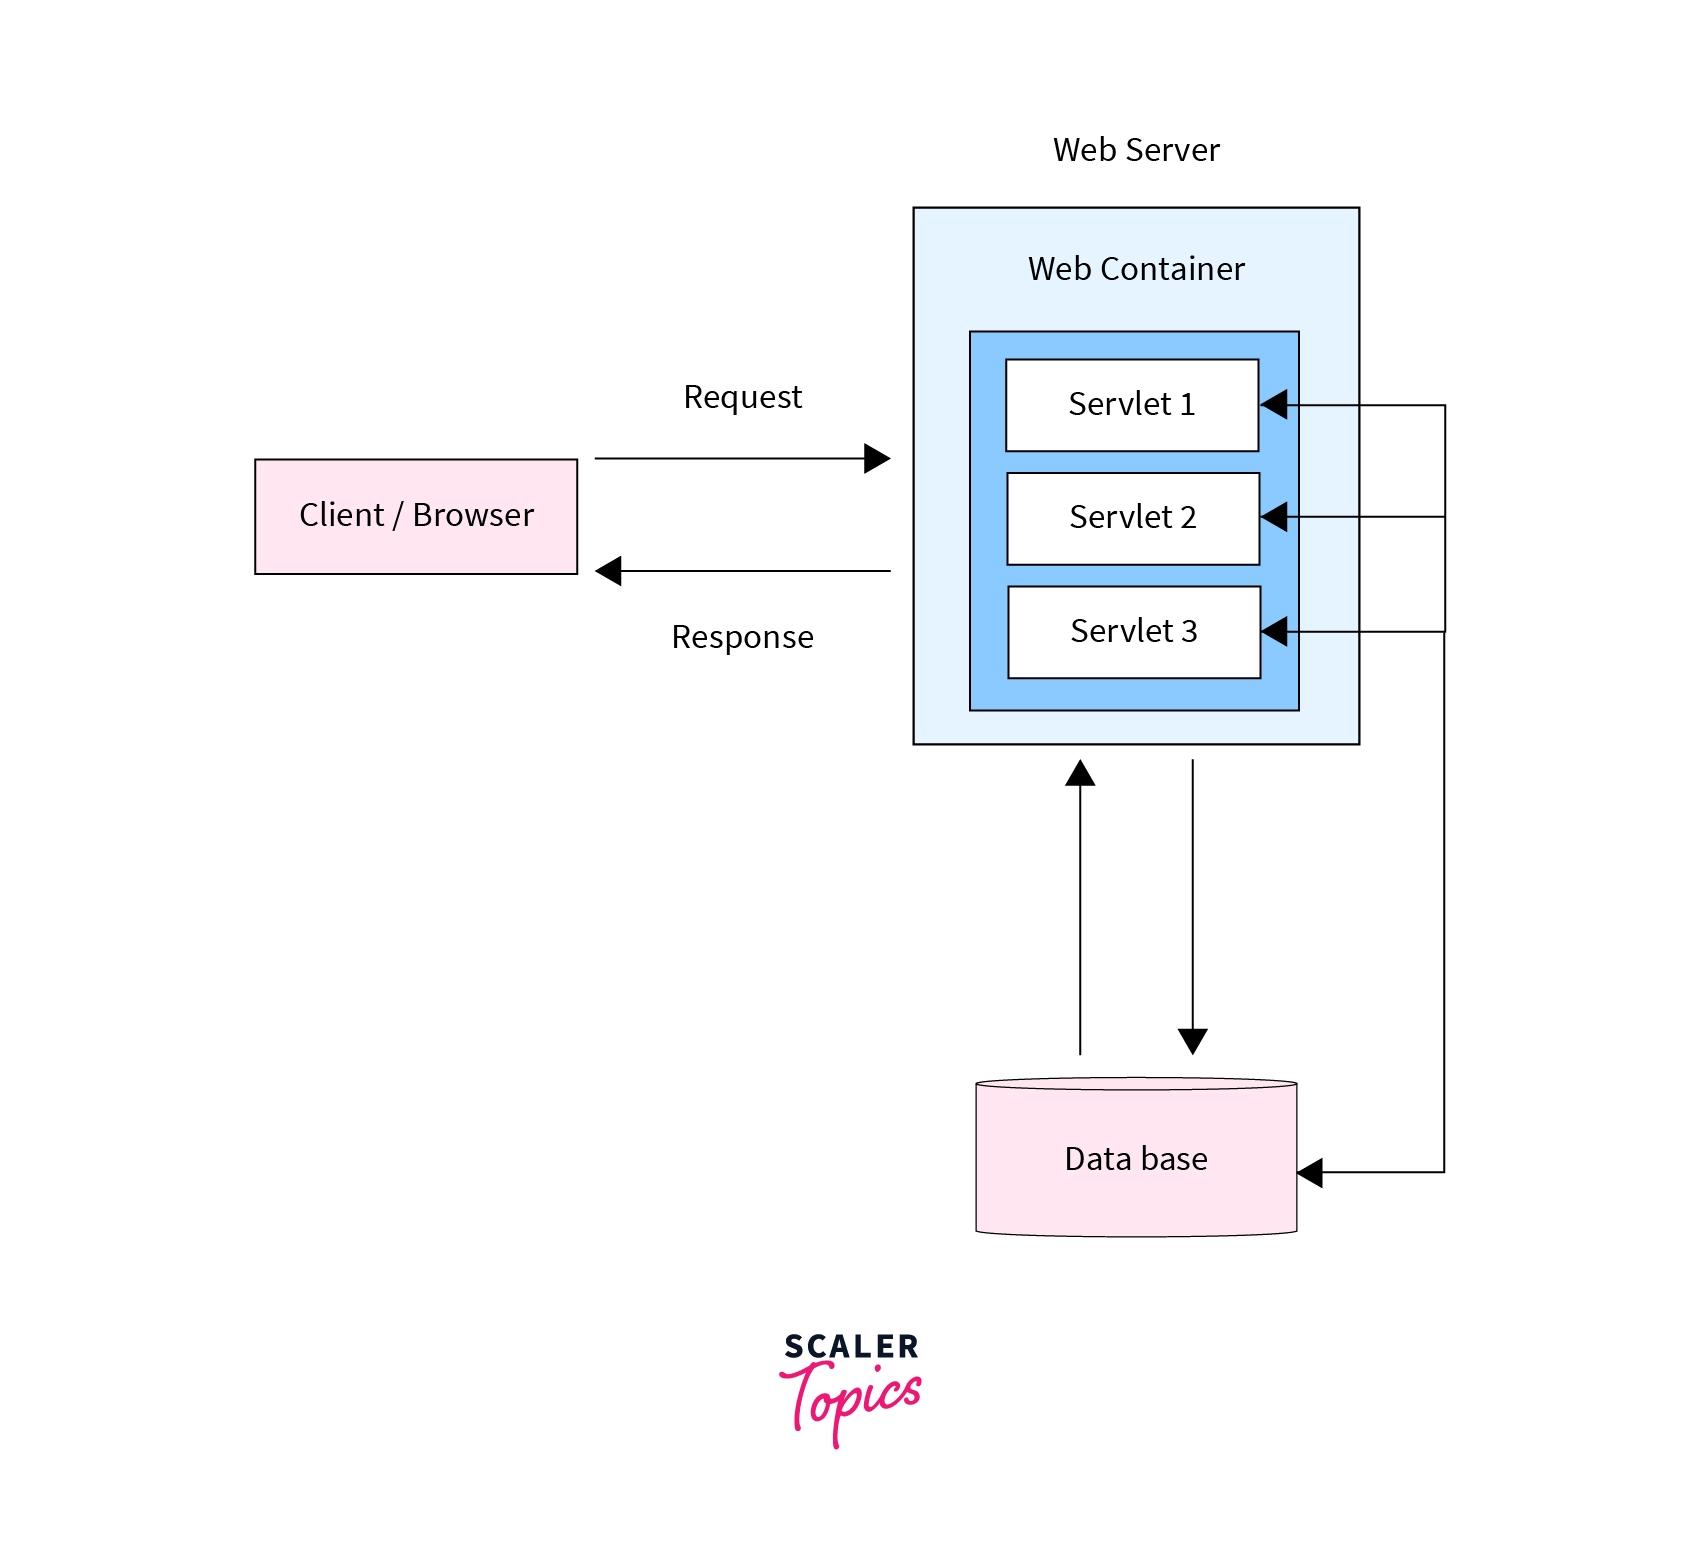 Web Server
Web Container
Servlet 1
Servlet 2
Servlet 3
Request
Client / Browser
Response
Data base
SCALER
Topics